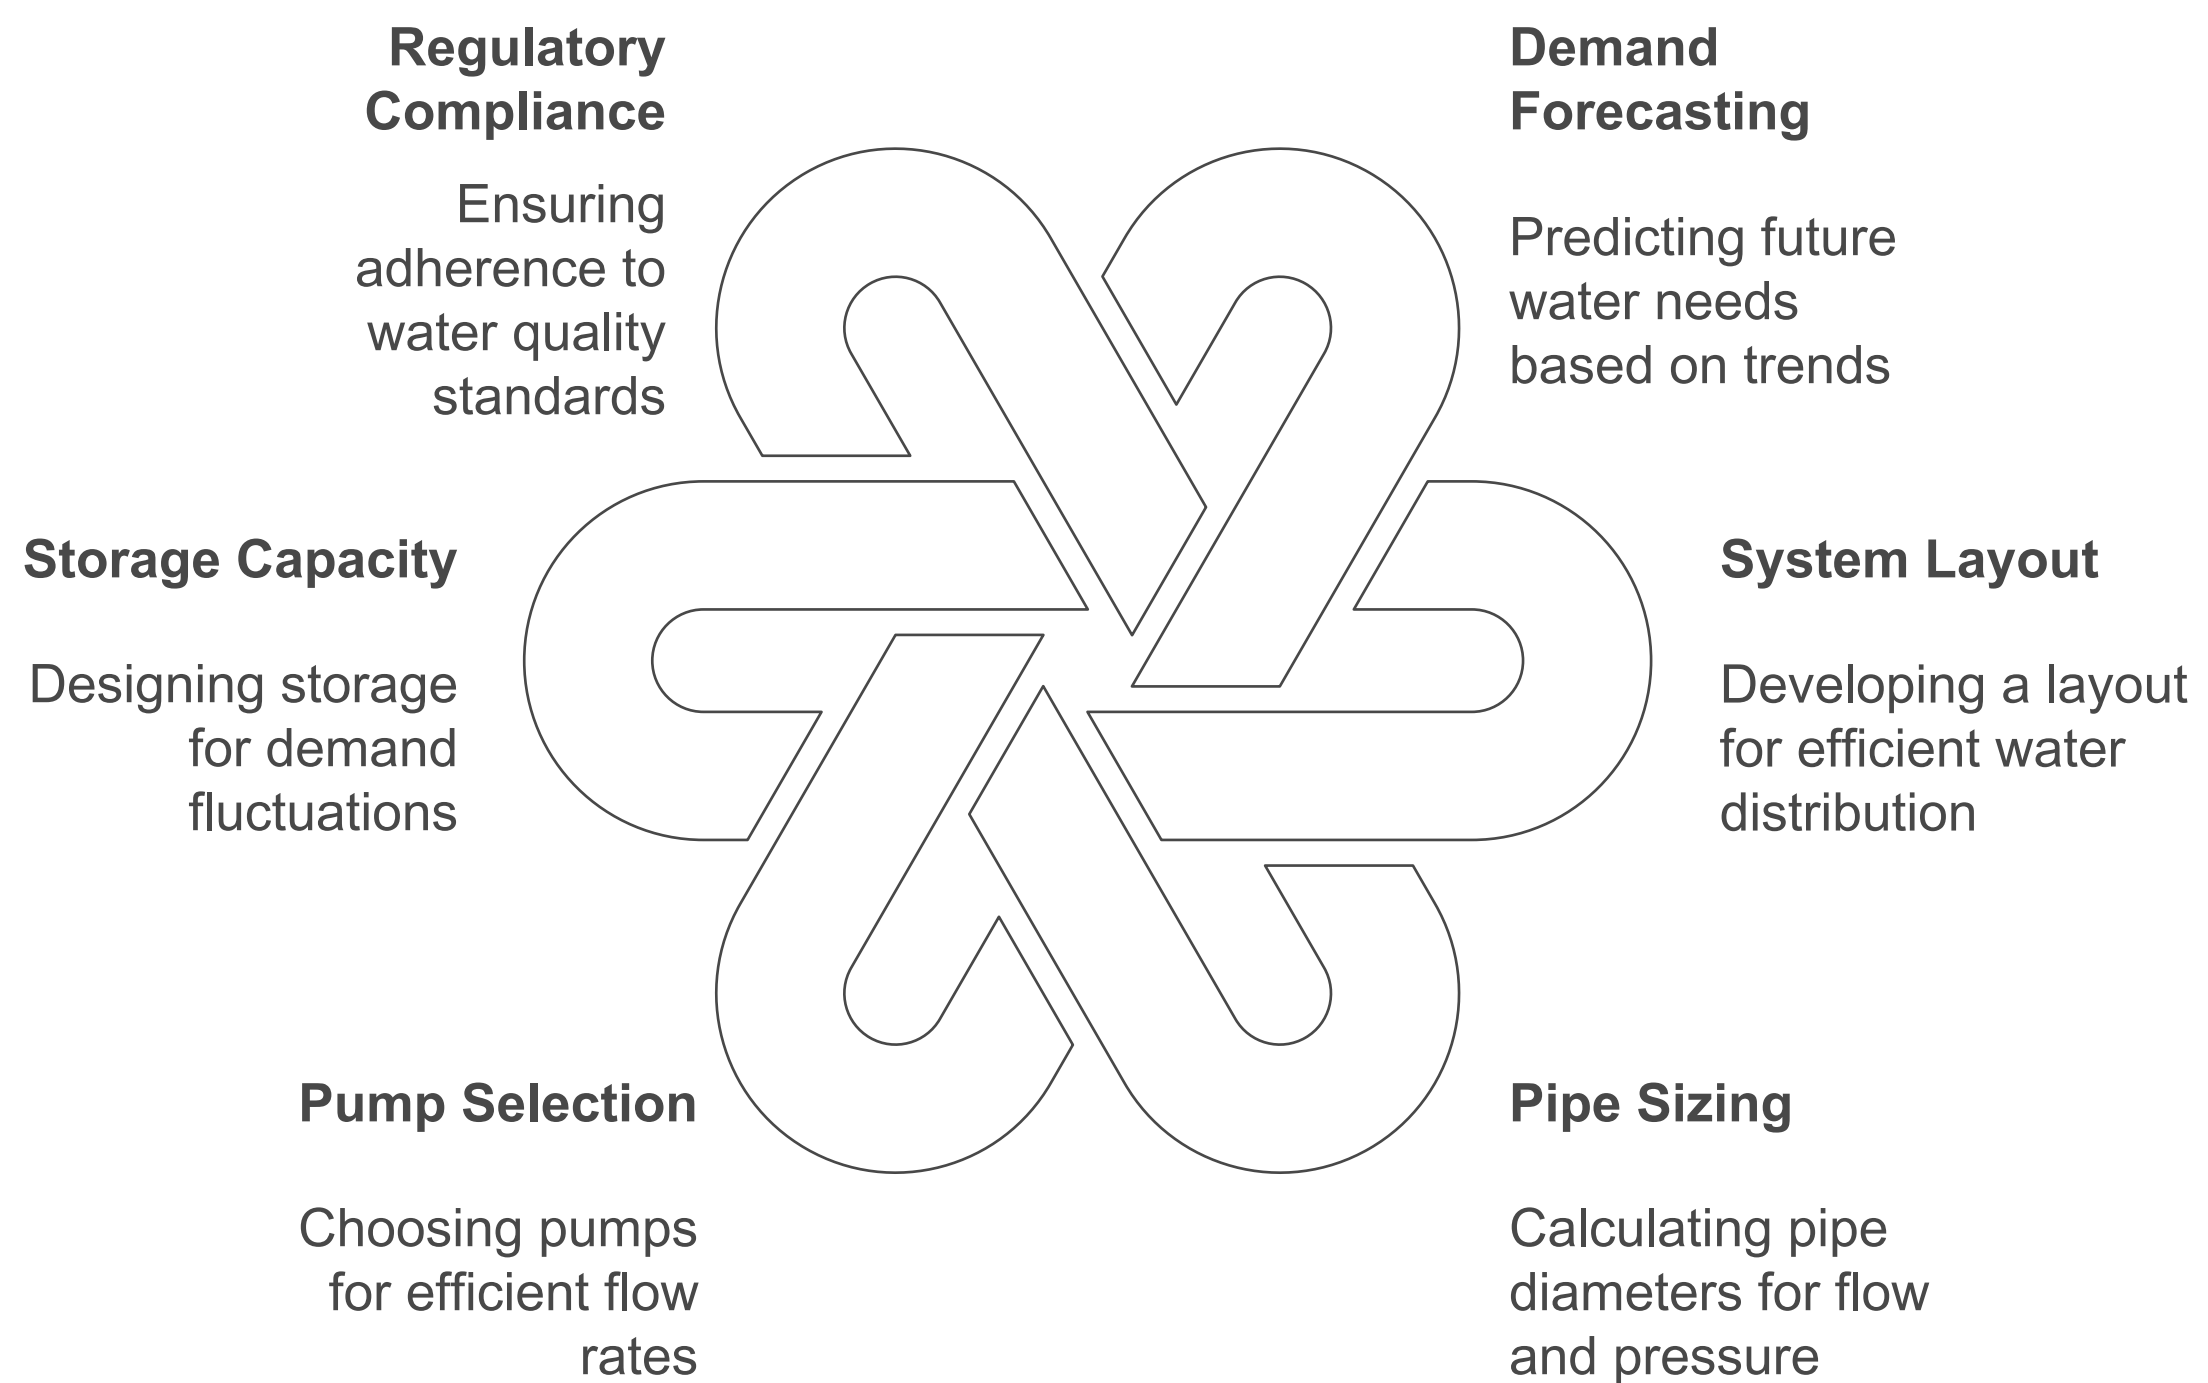 Regulatory
Compliance
Ensuring
adherence to
water quality
standards
Demand
Forecasting
Predicting future
water needs
based on trends
Storage Capacity
Designing storage
for demand
fluctuations
System Layout
Developing a layout
for efficient water
distribution
Pump Selection
Choosing pumps
for efficient flow
rates
Pipe Sizing
Calculating pipe
diameters for flow
and pressure